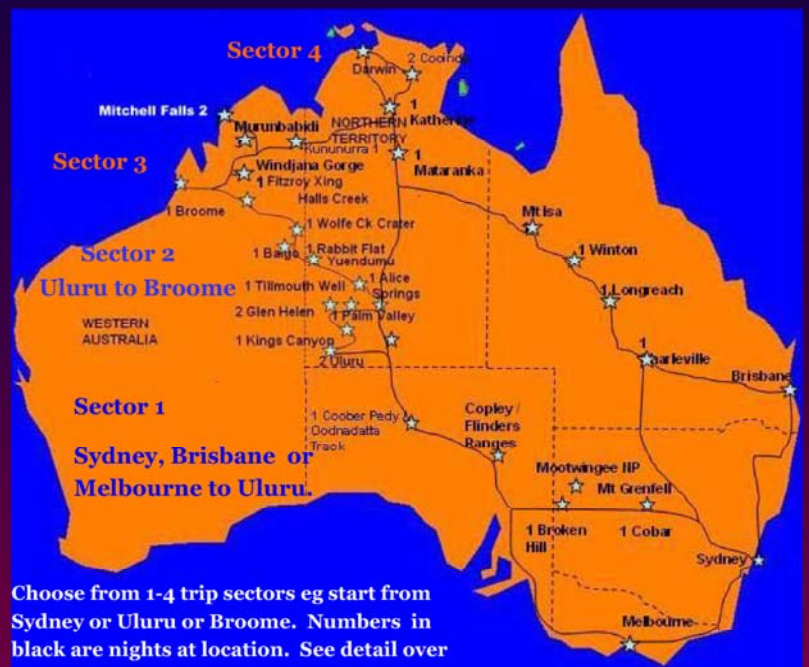 Sector 4
2 Cooinda
Darwin
Mitchell Falls 2
1
Katherine
NORTHERN
TERRITORY
Murunbabidi
3
Kununurra 1
1
Mataranka
Sector 3
Windjana Gorge
1 Fitzroy Xing
Halls Creek
1 Broome
Mt Isa
1 Wolfe Ck Crater
1 Winton
Sector 2
1 Balgo
1 Rabbit Flat
Yuendumu
Uluru to Broome
1 Tillmouth Well
1 Alice
Springs
1 Longreach
2 Glen Helen
1 Palm Valley
WESTERN
AUSTRALIA
1 Kings Canyon
1
Charleville
2 Uluru
Brisbane
Sector 1
1 Coober Pedy
Oodnadatta
Track
Copley /
Flinders
Ranges
Sydney, Brisbane or
Melbourne to Uluru.
Mootwingee NP
Mt Grenfell
1 Broken
Hill
1 Cobar
Sydney
Choose from 1-4 trip sectors eg start from
Sydney or Uluru or Broome. Numbers in
black are nights at location. See detail over
Melbourne